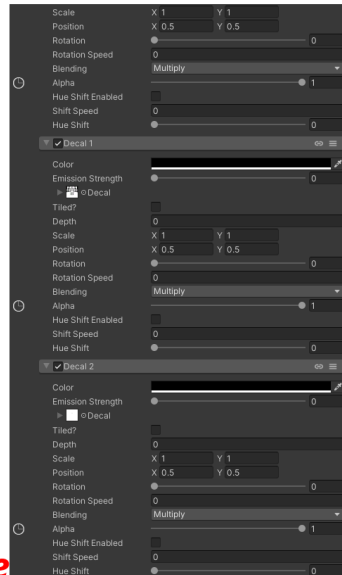 Scale X 1 Y 1
Position X 0.5 Y 0.5
Rotation 0
Rotation Speed 0
Blending Multiply
Alpha 1
Hue Shift Enabled
Shift Speed 0
Hue Shift 0
Decal 1
Color
Emission Strength 0
Decal
Tiled?
Depth 0
Scale X 1 Y 1
Position X 0.5 Y 0.5
Rotation 0
Rotation Speed 0
Blending Multiply
Alpha 1
Hue Shift Enabled
Shift Speed 0
Hue Shift 0
Decal 2
Color
Emission Strength 0
Decal
Tiled?
Depth 0
Scale X 1 Y 1
Position X 0.5 Y 0.5
Rotation 0
Rotation Speed 0
Blending Multiply
Alpha 1
Hue Shift Enabled
Shift Speed 0
e
Hue Shift 0